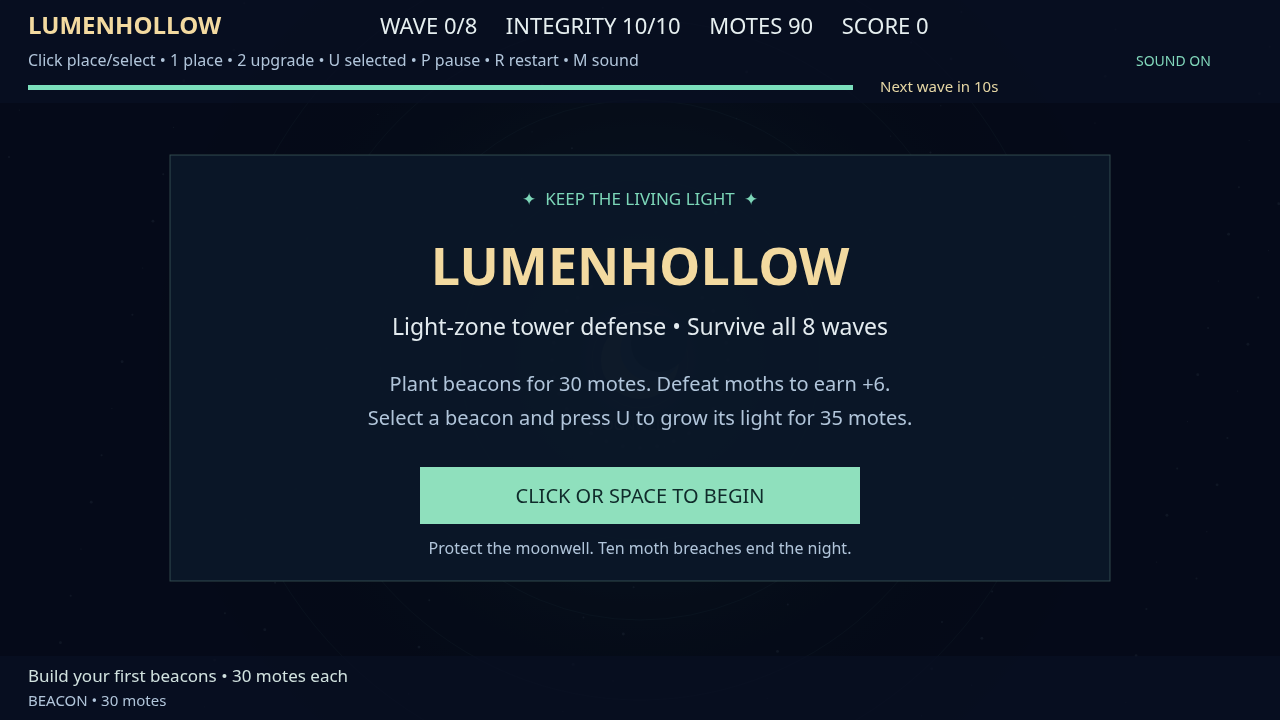 LUMENHOLLOW
WAVE 0/8 INTEGRITY 10/10 MOTES 90 SCORE 0
Click place/select • 1 place • 2 upgrade • U selected • P pause • R restart • M sound
SOUND ON
Next wave in 10s
✦ KEEP THE LIVING LIGHT ✦
LUMENHOLLOW
Light-zone tower defense • Survive all 8 waves
Plant beacons for 30 motes. Defeat moths to earn +6.
Select a beacon and press U to grow its light for 35 motes.
CLICK OR SPACE TO BEGIN
Protect the moonwell. Ten moth breaches end the night.
Build your first beacons • 30 motes each
BEACON • 30 motes